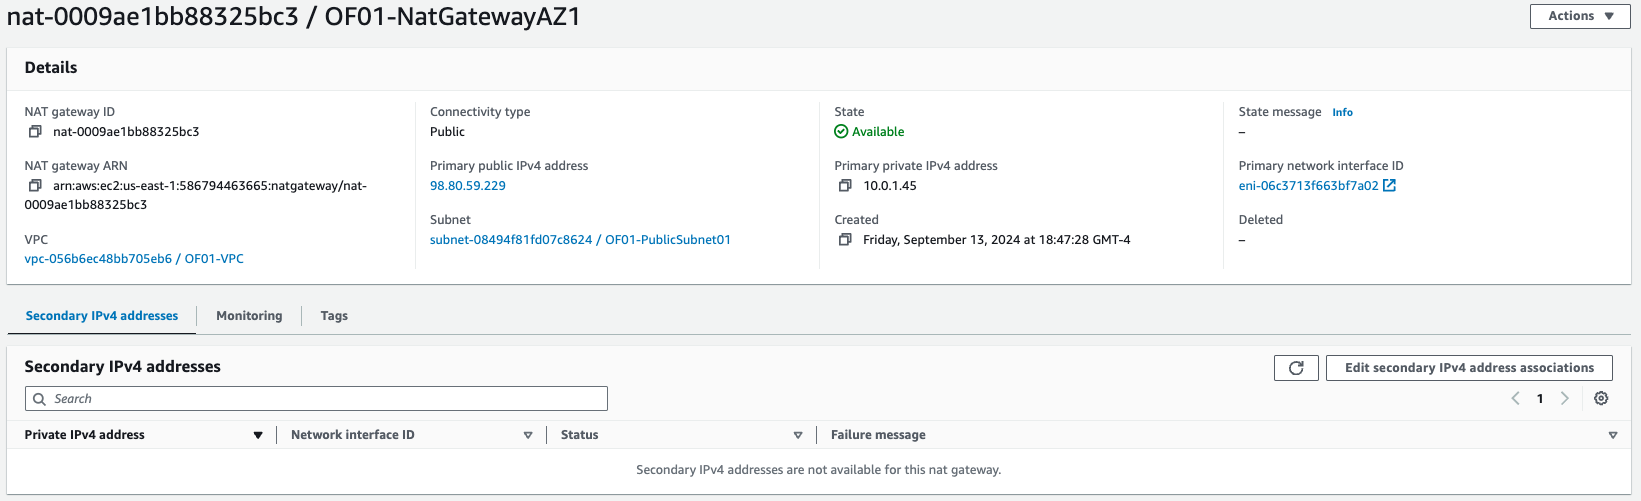 nat-0009ae1bb88325bc3 / OF01-NatGatewayAZ1
Actions
Details
NAT gateway ID
nat-0009ae1bb88325bc3
Connectivity type
Public
State
Available
State message Info
–
NAT gateway ARN
arn:aws:ec2:us-east-1:586794463665:natgateway/nat-
0009ae1bb88325bc3
Primary public IPv4 address
98.80.59.229
Primary private IPv4 address
10.0.1.45
Primary network interface ID
eni-06c3713f663bf7a02
VPC
vpc-056b6ec48bb705eb6 / OF01-VPC
Subnet
subnet-08494f81fd07c8624 / OF01-PublicSubnet01
Created
Friday, September 13, 2024 at 18:47:28 GMT-4
Deleted
–
Secondary IPv4 addresses Monitoring Tags
Secondary IPv4 addresses
Edit secondary IPv4 address associations
Search
1
Private IPv4 address Network interface ID Status Failure message
Secondary IPv4 addresses are not available for this nat gateway.